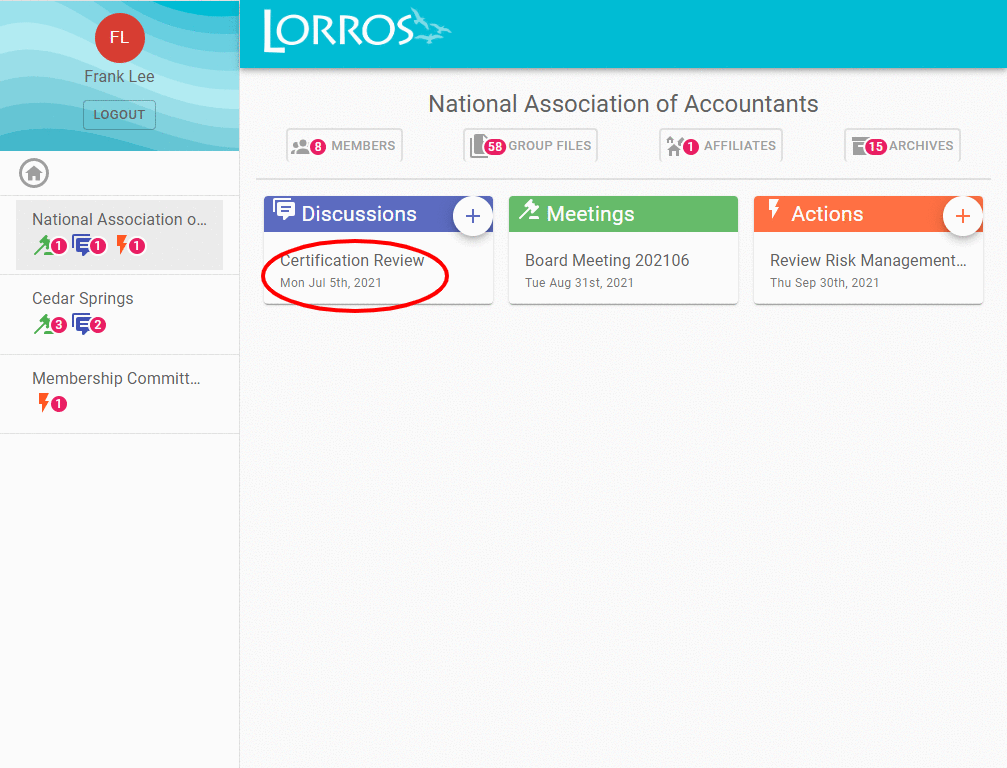 FL
Frank Lee
LOGOUT
National Association o...
1 1 1
Cedar Springs
3 2
Membership Committ...
1
LORROS
National Association of Accountants
8 MEMBERS
58 GROUP FILES
1 AFFILIATES
15 ARCHIVES
Discussions +
Certification Review
Mon Jul 5th, 2021
Meetings
Board Meeting 202106
Tue Aug 31st, 2021
Actions +
Review Risk Management...
Thu Sep 30th, 2021